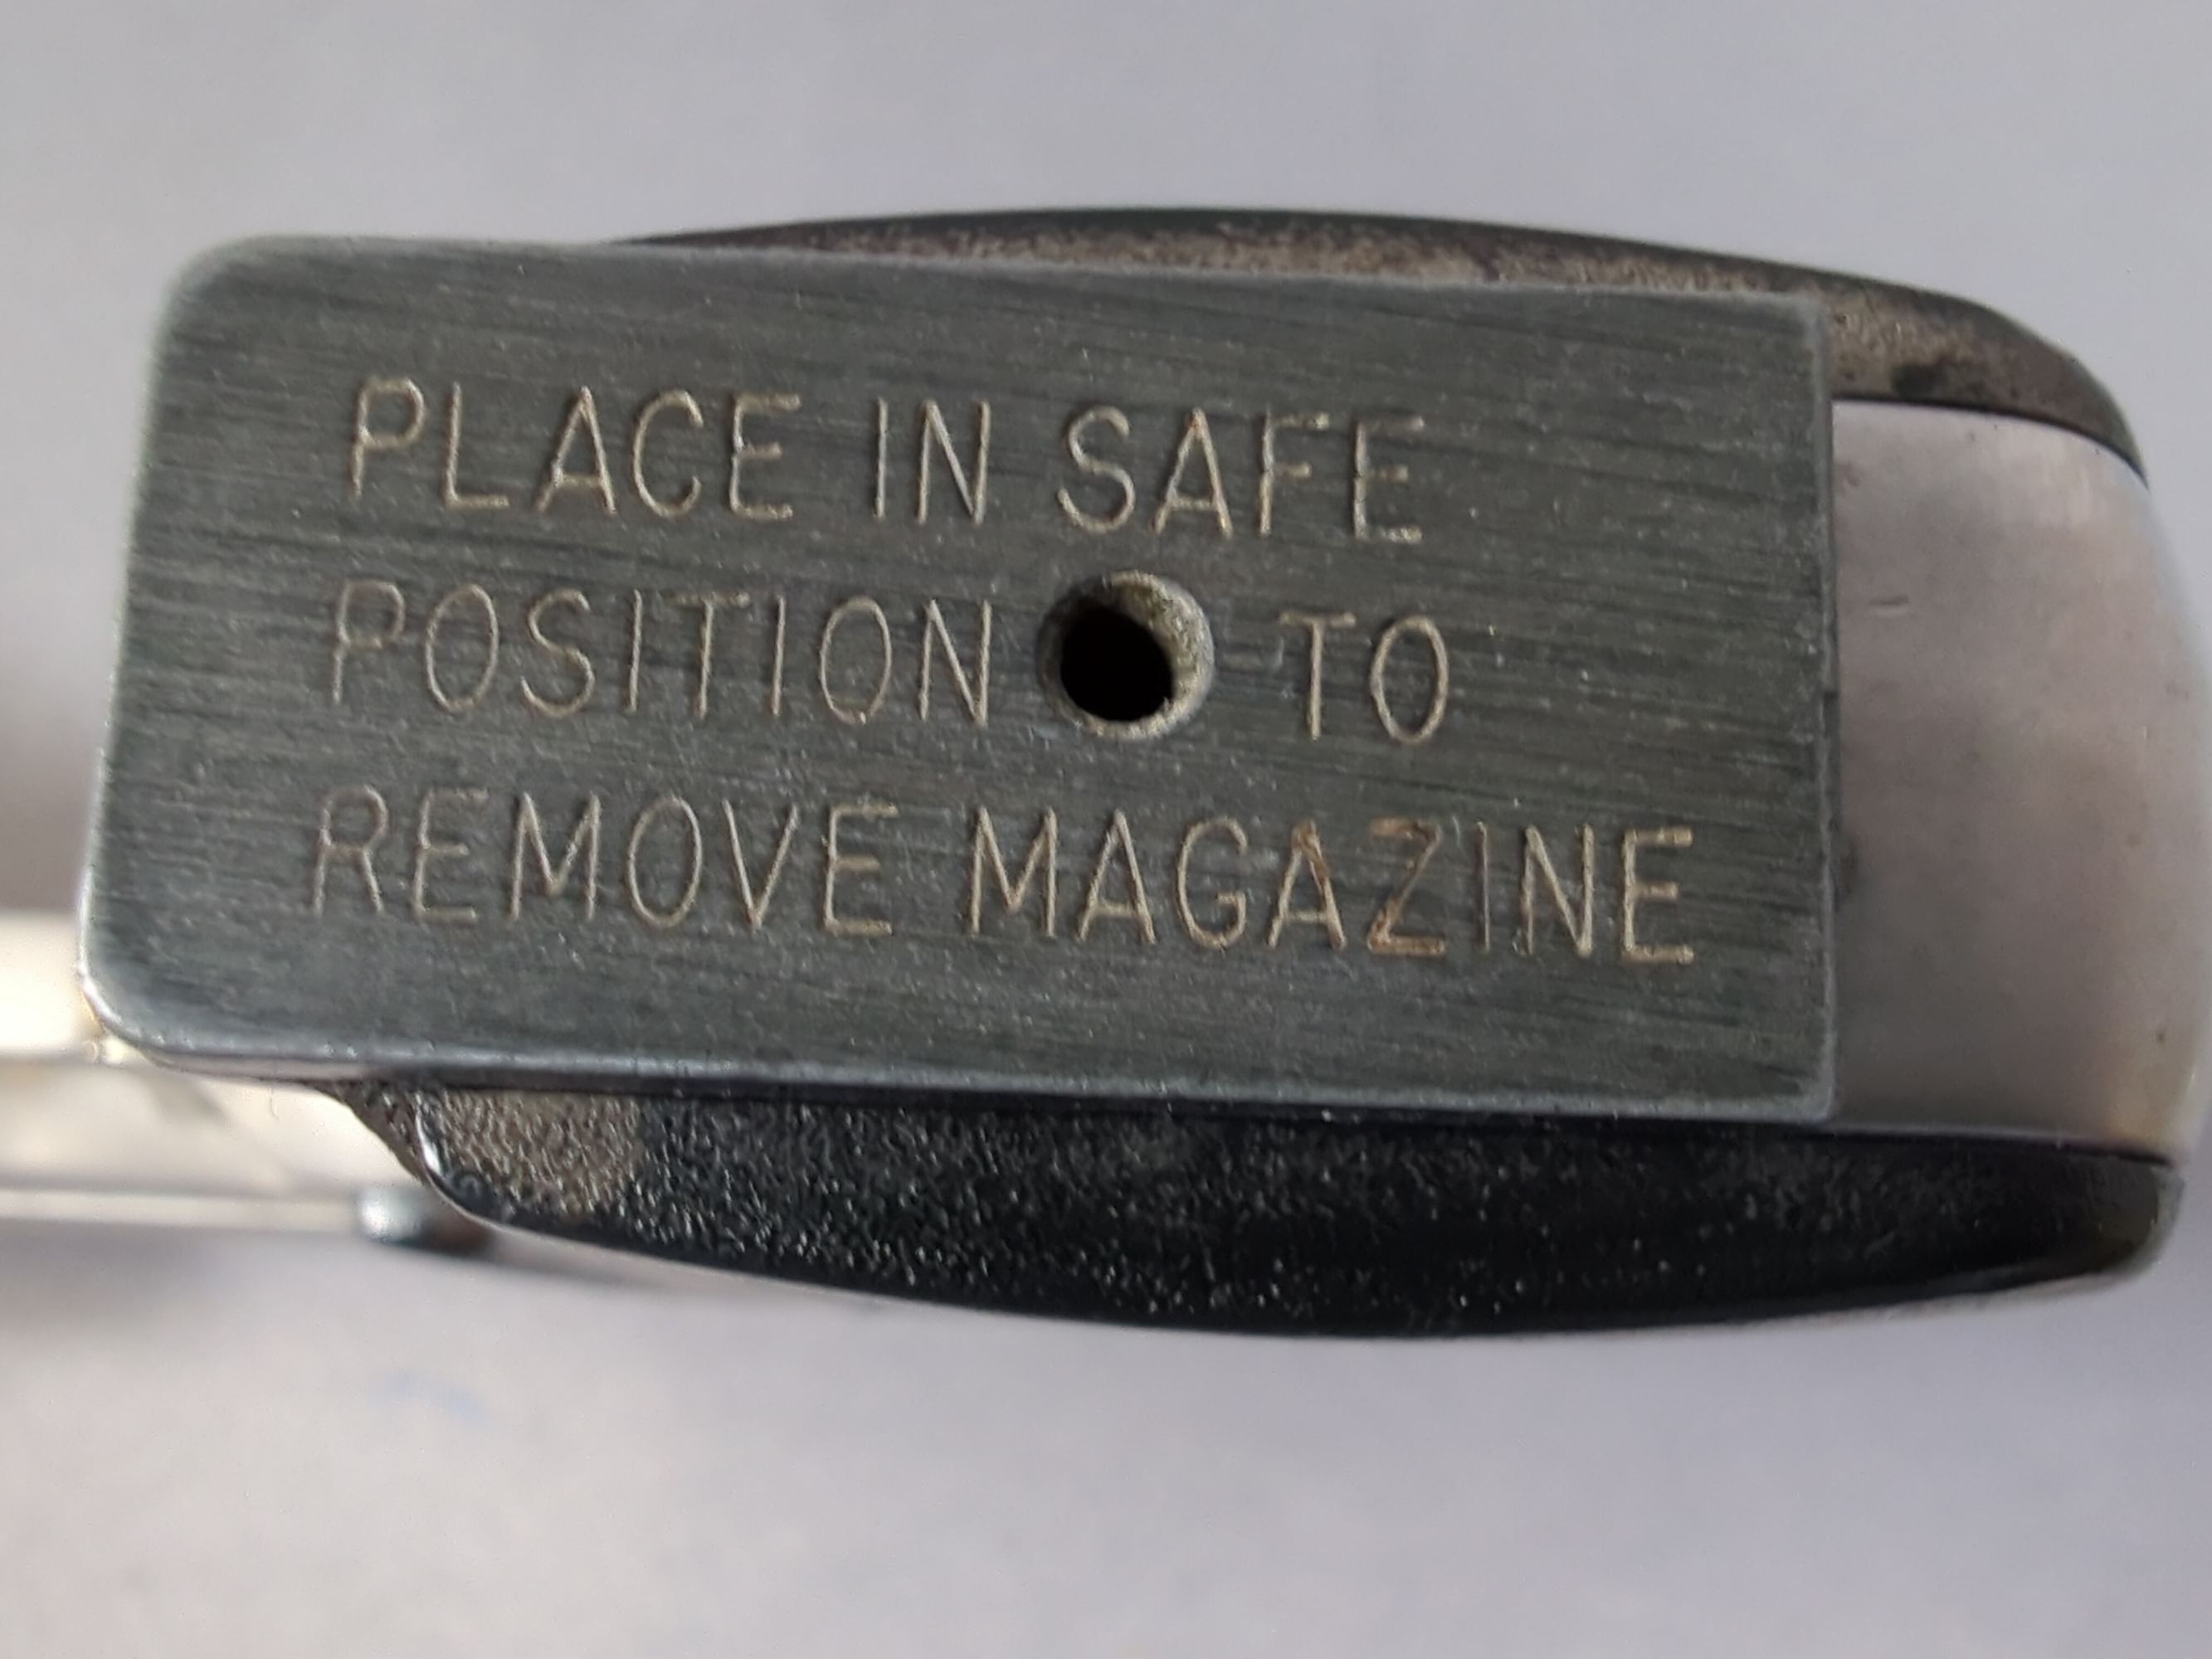 PLACE IN SAFE
POSITION TO
REMOVE MAGAZINE